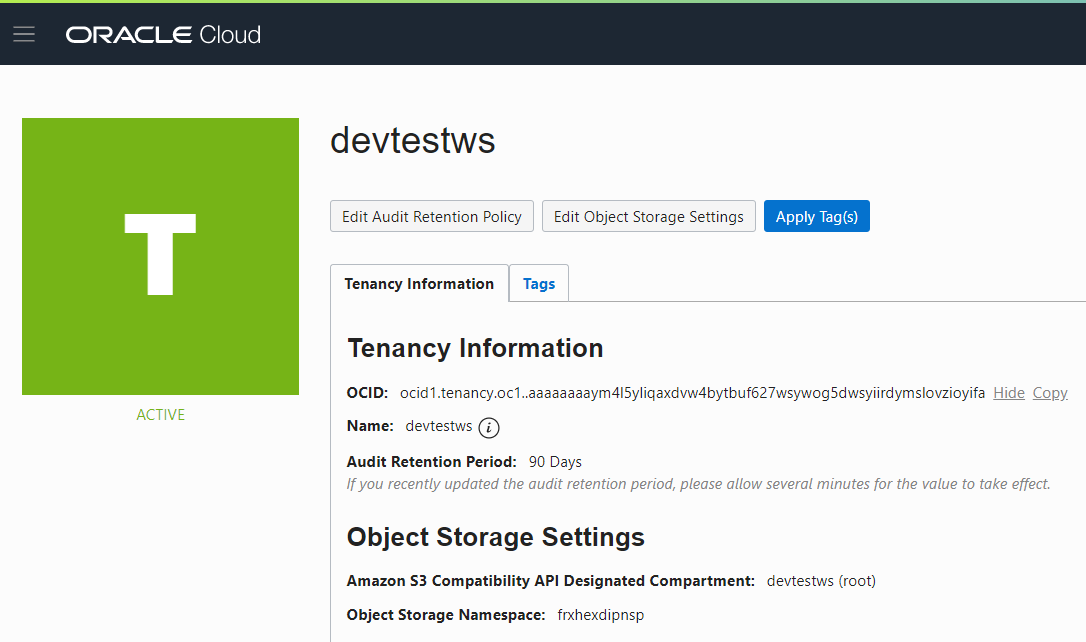 ORACLE Cloud
T
ACTIVE
devtestws
Edit Audit Retention Policy Edit Object Storage Settings Apply Tag(s)
Tenancy Information Tags
Tenancy Information
OCID: ocid1.tenancy.oc1..aaaaaaaaym4l5yliqaxdvw4bytbuf627wsywog5dwsyiirdymslovzioyifa Hide Copy
Name: devtestws i
Audit Retention Period: 90 Days
If you recently updated the audit retention period, please allow several minutes for the value to take effect.
Object Storage Settings
Amazon S3 Compatibility API Designated Compartment: devtestws (root)
Object Storage Namespace: frxhexdipnsp